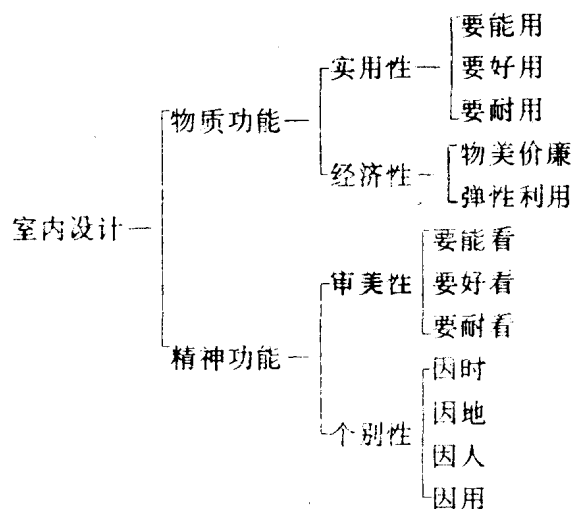 要能用
实用性
要好用
要耐用
物质功能
物美价廉
经济性
弹性利用
室内设计
要能看
审美性
要好看
要耐看
精神功能
因时
因地
个别性
因人
因用